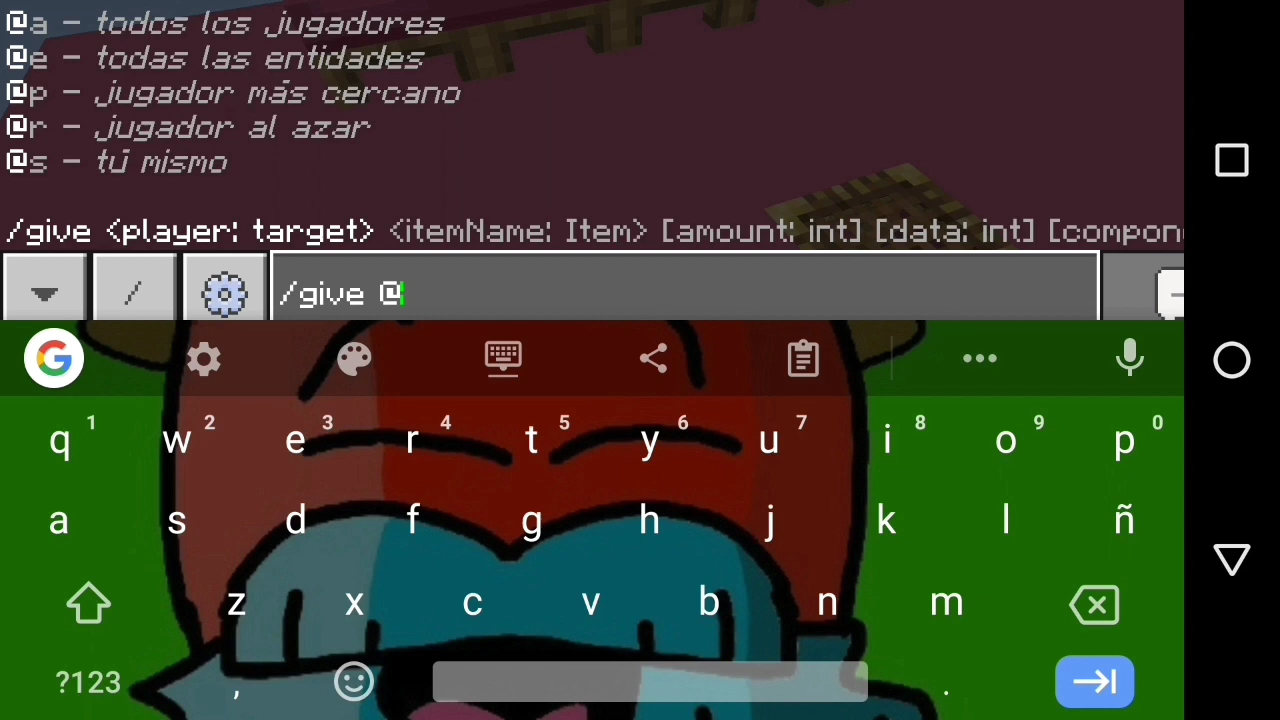 @a - todos los jugadores
@e - todas las entidades
@p - jugador más cercano
@r - jugador al azar
@s - tú mismo
/give <player: target> <itemName: Item> [amount: int] [data: int] [compon
/
/give @
G
q 1 w 2 e 3 r 4 t 5 y 6 u 7 i 8 o 9 p 0
a s d f g h j k l ñ
z x c v b n m
?123 , .